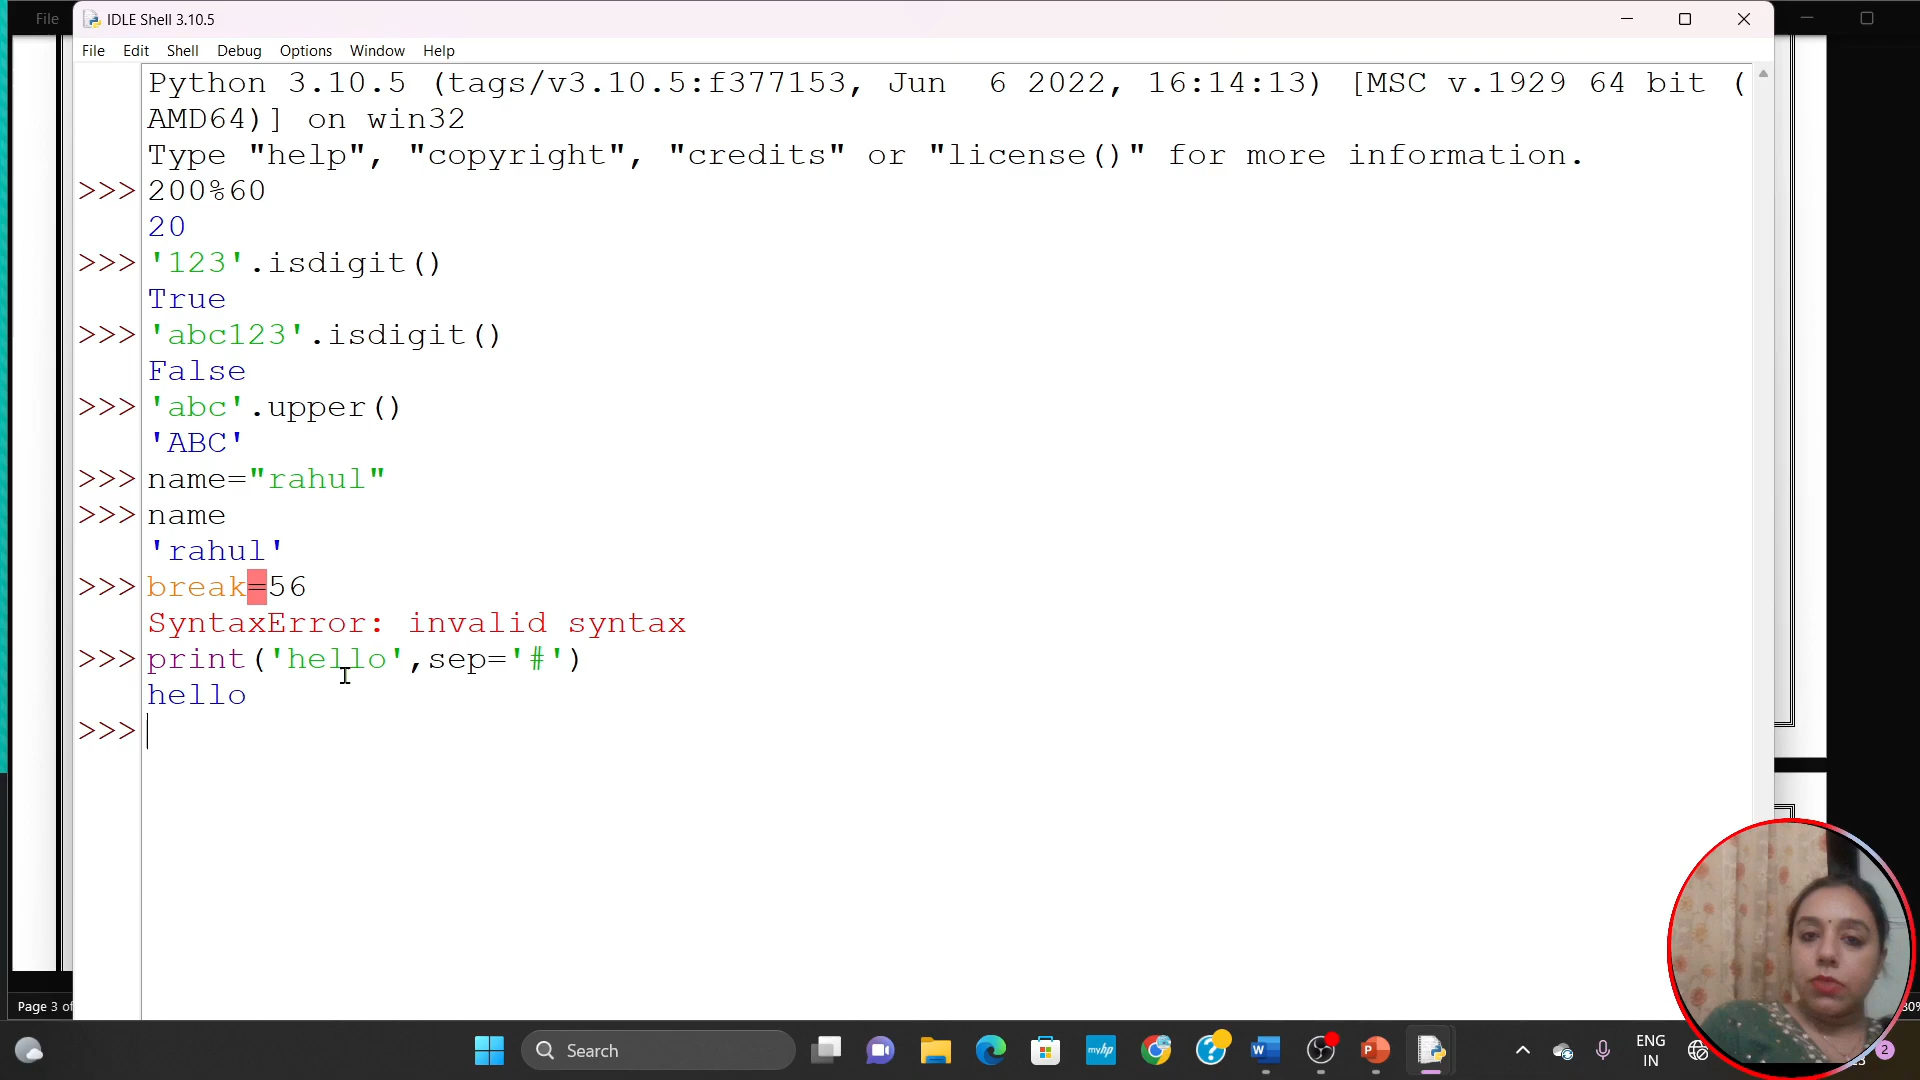 File
IDLE Shell 3.10.5
File Edit Shell Debug Options Window Help
Python 3.10.5 (tags/v3.10.5:f377153, Jun  6 2022, 16:14:13) [MSC v.1929 64 bit (
AMD64)] on win32
Type "help", "copyright", "credits" or "license()" for more information.
>>> 200%60
20
>>> '123'.isdigit()
True
>>> 'abc123'.isdigit()
False
>>> 'abc'.upper()
'ABC'
>>> name="rahul"
>>> name
'rahul'
>>> break=56
SyntaxError: invalid syntax
>>> print('hello',sep='#')
hello
>>>
Page 3 of
Search
myhp
W
P
ENG
IN
2